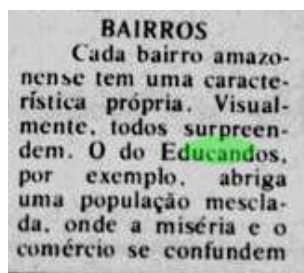 BAIRROS
Cada bairro amazo-
nense tem uma caracte-
rística própria. Visual-
mente, todos surpreen-
dem. O do Educandos,
por exemplo, abriga
uma população mescla-
da, onde a miséria e o
comércio se confundem